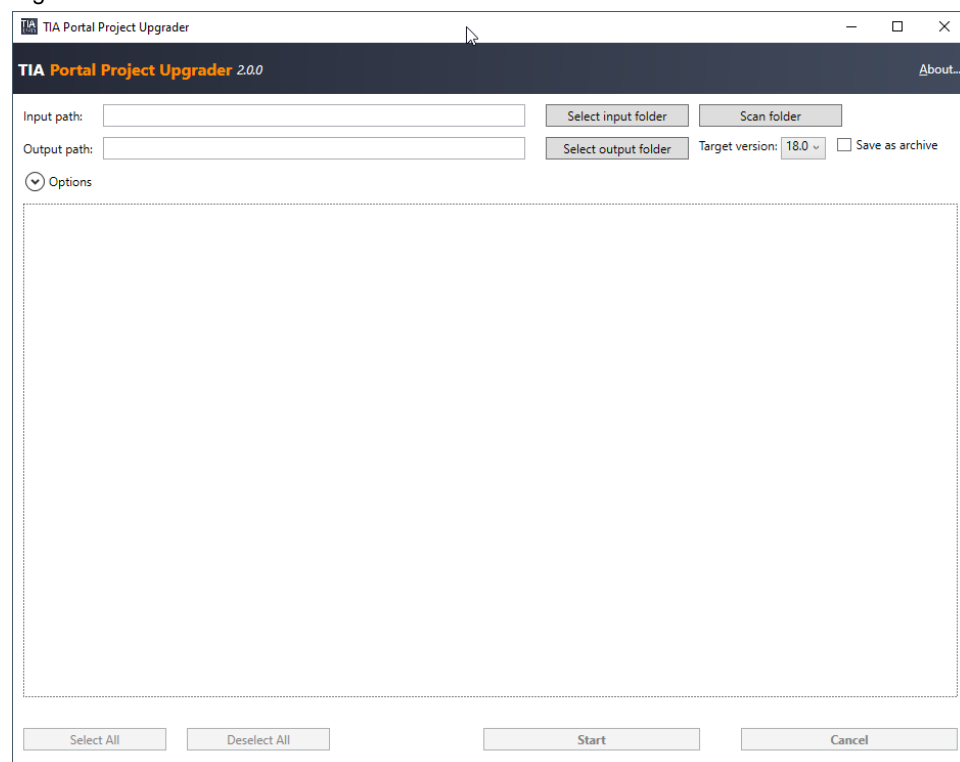 TIA Portal Project Upgrader
TIA Portal Project Upgrader 2.0.0
About...
Input path:
Select input folder
Scan folder
Output path:
Select output folder
Target version:
18.0
Save as archive
Options
Select All
Deselect All
Start
Cancel